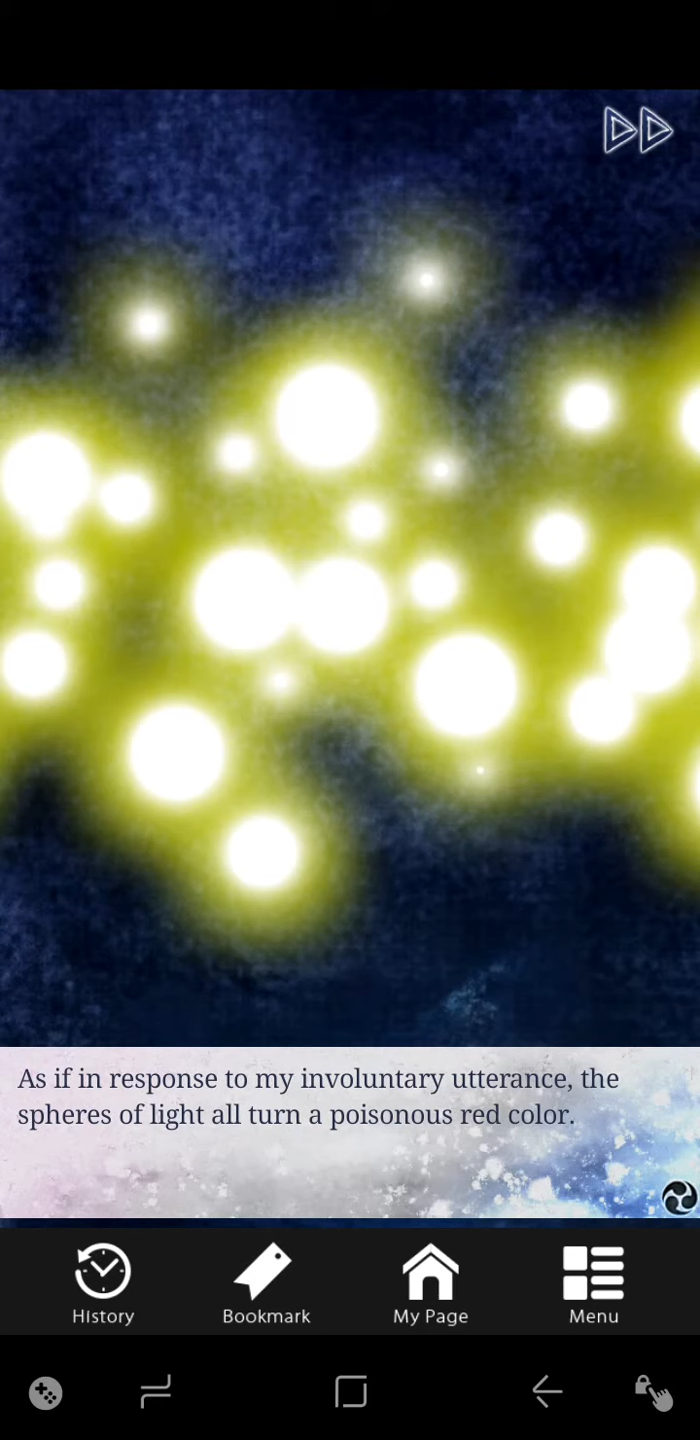 As if in response to my involuntary utterance, the
spheres of light all turn a poisonous red color.
History
Bookmark
My Page
Menu